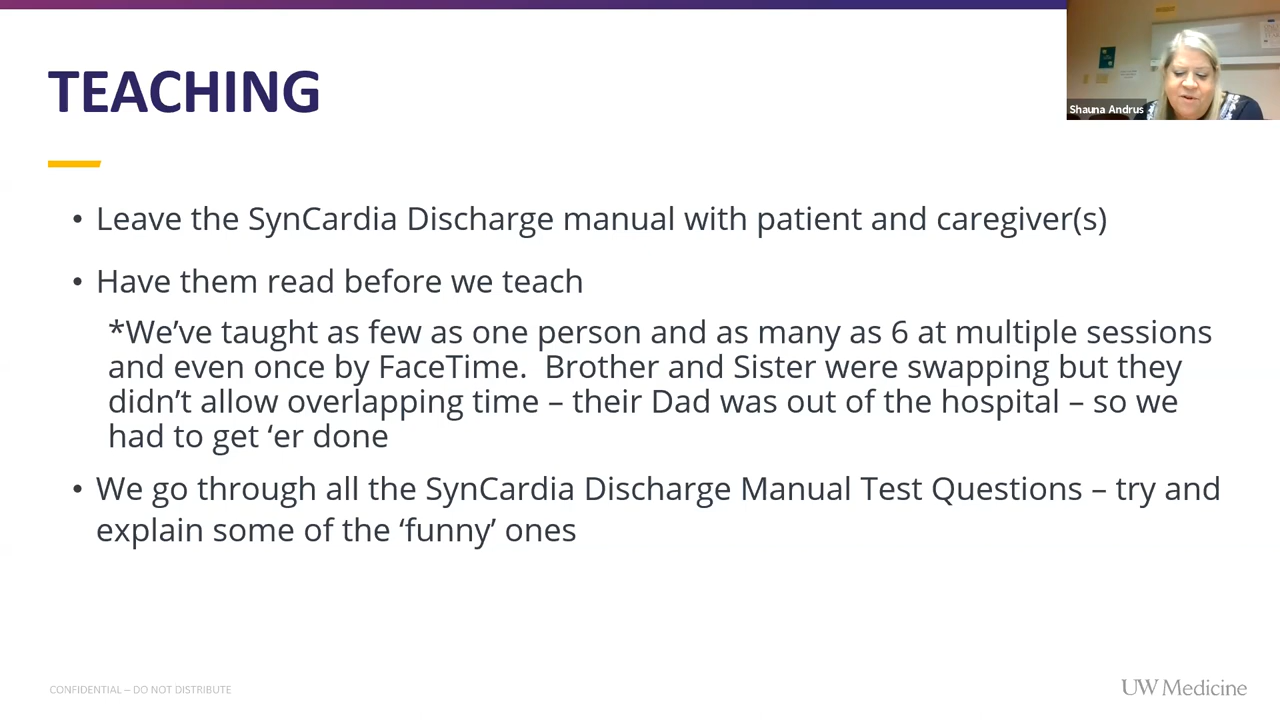 TEACHING
Shauna Andrus
• Leave the SynCardia Discharge manual with patient and caregiver(s)
• Have them read before we teach
*We’ve taught as few as one person and as many as 6 at multiple sessions
and even once by FaceTime.  Brother and Sister were swapping but they
didn’t allow overlapping time – their Dad was out of the hospital – so we
had to get ‘er done
• We go through all the SynCardia Discharge Manual Test Questions – try and
explain some of the ‘funny’ ones
CONFIDENTIAL – DO NOT DISTRIBUTE
UW Medicine